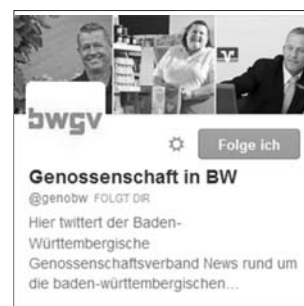 bwgv
Folge ich
Genossenschaft in BW
@genobw FOLGT DIR
Hier twittert der Baden-
Württembergische
Genossenschaftsverband News rund um
die baden-württembergischen...